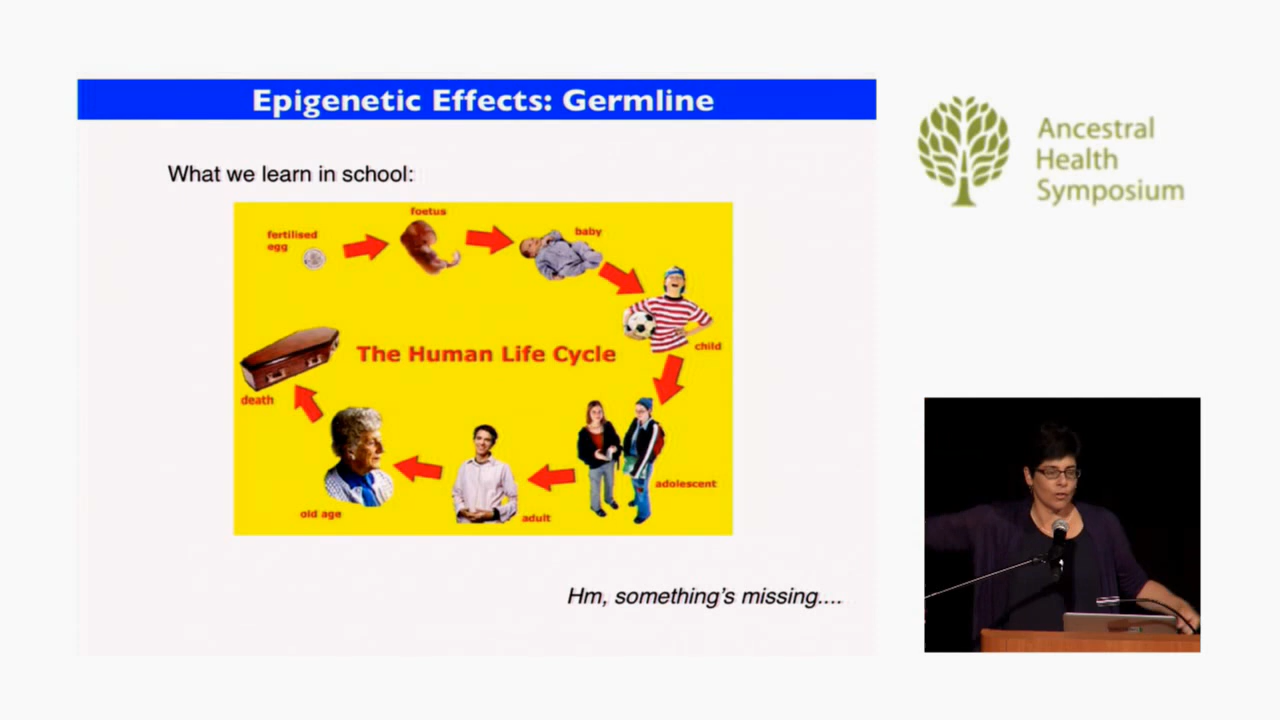 Epigenetic Effects: Germline
What we learn in school:
foetus
fertilised
egg
baby
child
The Human Life Cycle
death
adolescent
old age
adult
Hm, something's missing....
Ancestral
Health
Symposium